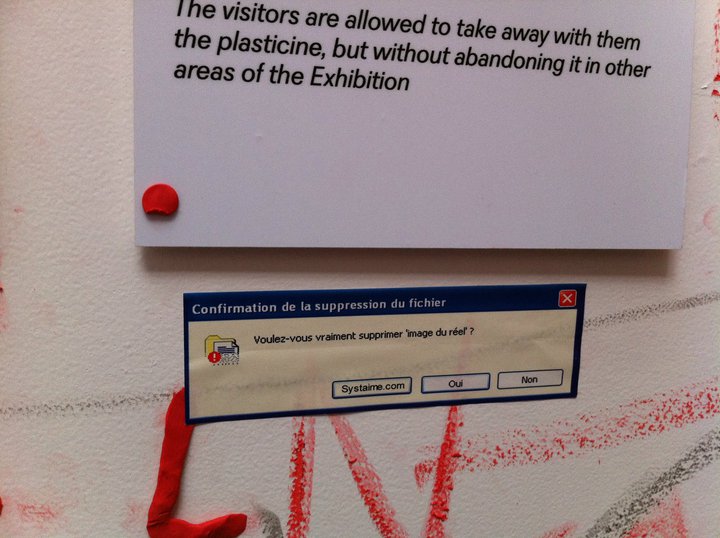 The visitors are allowed to take away with them
the plasticine, but without abandoning it in other
areas of the Exhibition
Confirmation de la suppression du fichier
Voulez-vous vraiment supprimer 'image du réel' ?
Systaime.com
Oui
Non